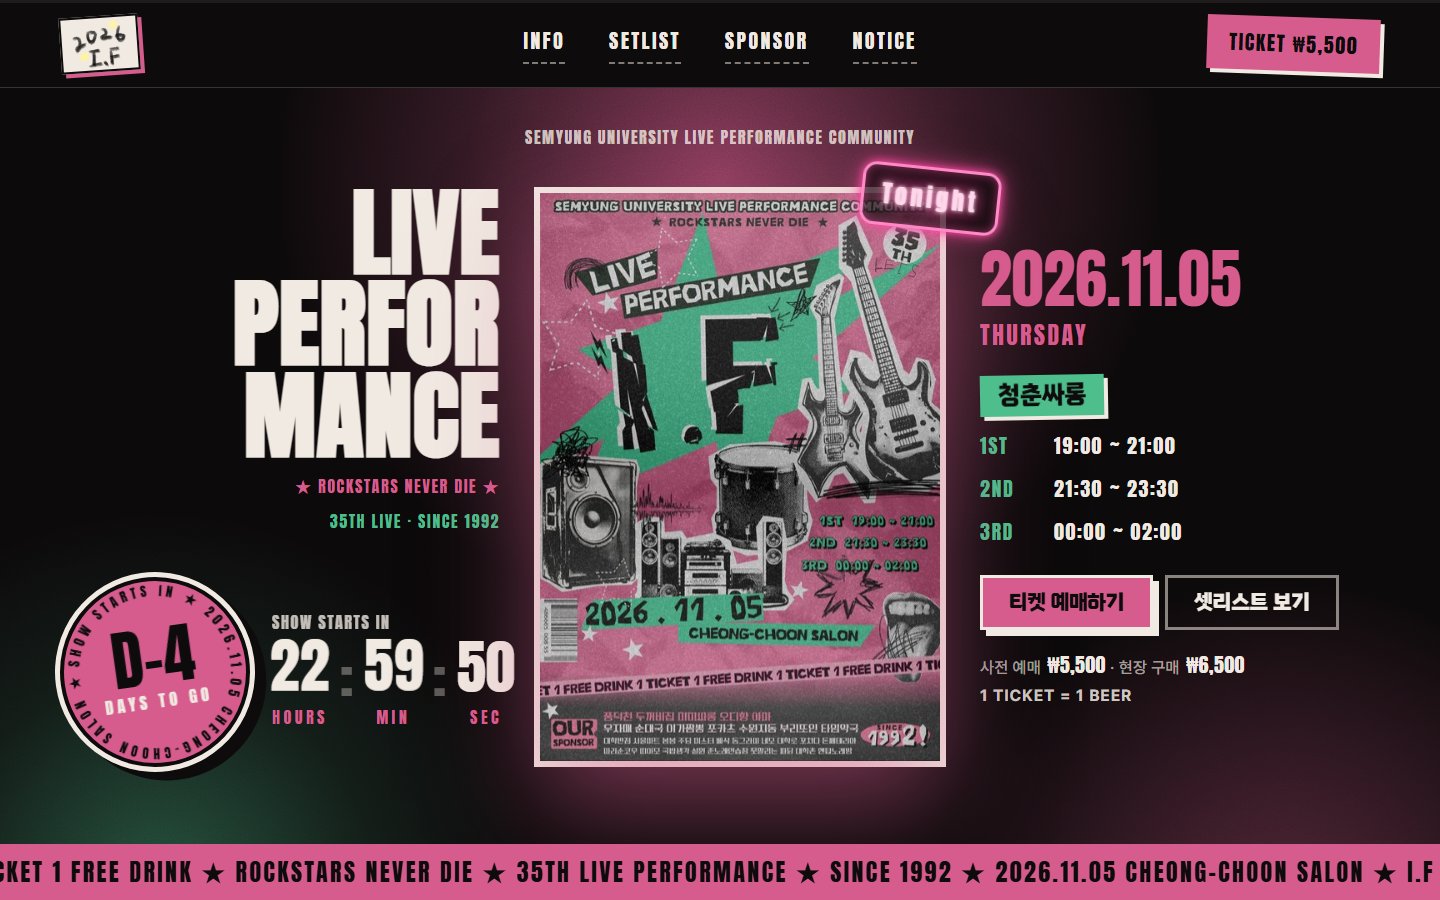 2026
I.F
INFO
SETLIST
SPONSOR
NOTICE
TICKET ₩5,500
SEMYUNG UNIVERSITY LIVE PERFORMANCE COMMUNITY
LIVE
PERFOR
MANCE
★ ROCKSTARS NEVER DIE ★
35TH LIVE · SINCE 1992
★ SHOW STARTS IN ★ 2026.11.05 CHEONG-CHOON SALON
D-4
DAYS TO GO
SHOW STARTS IN
22 : 59 : 50
HOURS MIN SEC
Tonight
SEMYUNG UNIVERSITY LIVE PERFORMANCE
★ ROCKSTARS NEVER DIE ★
35
TH
LIVE
PERFORMANCE
I.F
1ST 19:00 ~ 21:00
2ND 21:30 ~ 23:30
3RD 00:00 ~ 02:00
2026 . 11 . 05
CHEONG-CHOON SALON
ET 1 FREE DRINK 1 TICKET 1 FREE DRINK 1 TICKET 1 FREE DRINK 1 TI
OUR
SPONSOR
SINCE
1992!
2026.11.05
THURSDAY
청춘싸롱
1ST 19:00 ~ 21:00
2ND 21:30 ~ 23:30
3RD 00:00 ~ 02:00
티켓 예매하기
셋리스트 보기
사전 예매 ₩5,500 · 현장 구매 ₩6,500
1 TICKET = 1 BEER
CKET 1 FREE DRINK ★ ROCKSTARS NEVER DIE ★ 35TH LIVE PERFORMANCE ★ SINCE 1992 ★ 2026.11.05 CHEONG-CHOON SALON ★ I.F